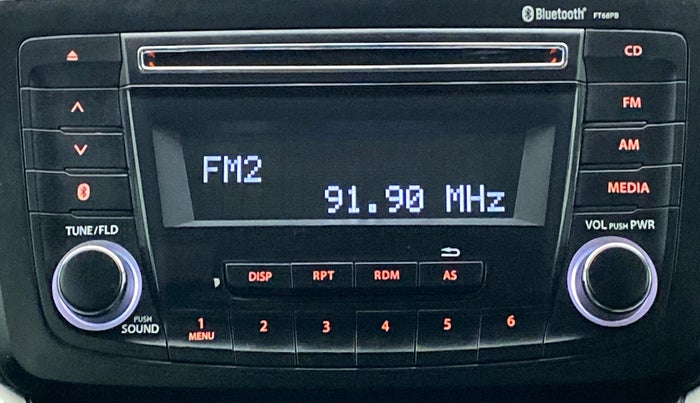 Bluetooth® FT68PB
CD
FM
AM
MEDIA
FM2
91.90 MHz
TUNE/FLD
VOL PUSH PWR
DISP RPT RDM AS
PUSH
SOUND
1 2 3 4 5 6
MENU